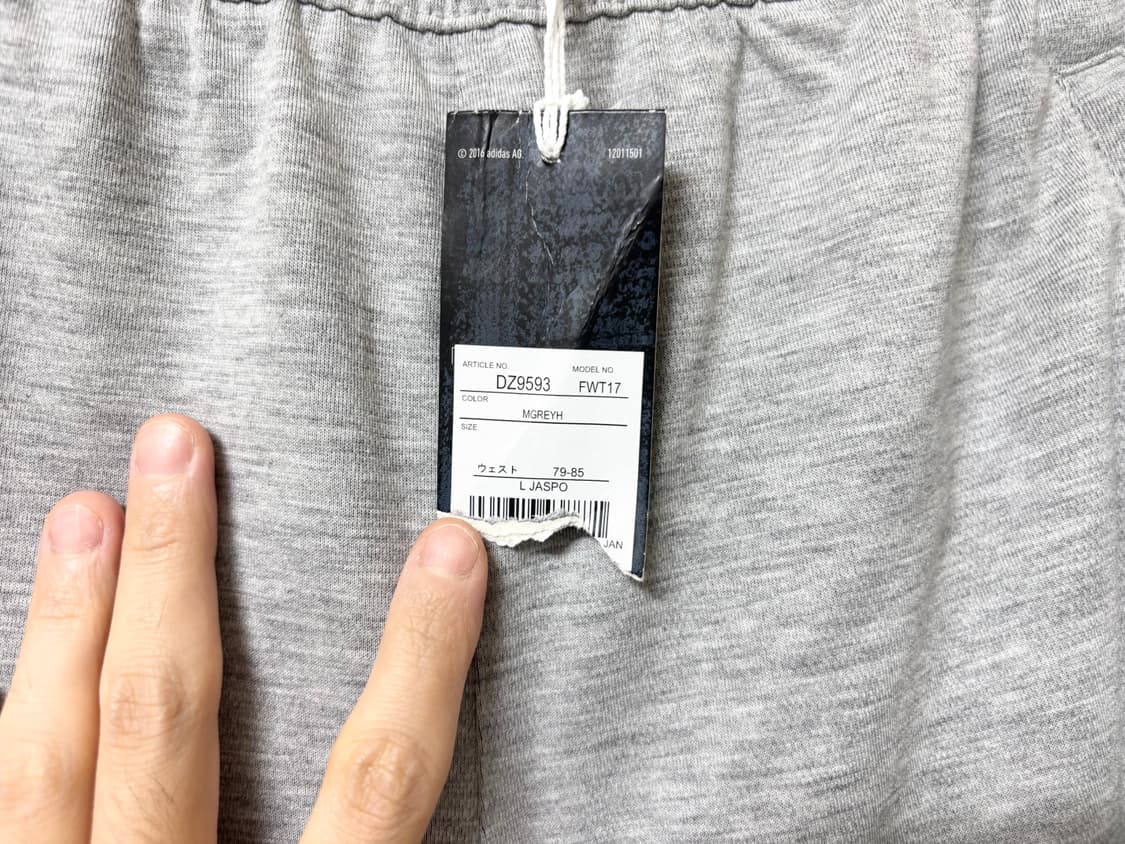 © 2016 adidas AG. 12011501
ARTICLE NO. MODEL NO.
DZ9593 FWT17
COLOR
MGREYH
SIZE
ウェスト 79-85
L JASPO
JAN